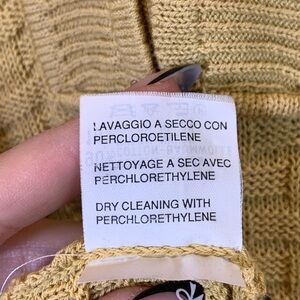 LAVAGGIO A SECCO CON
PERCLOROETILENE
NETTOYAGE A SEC AVEC
PERCHLORETHYLENE
DRY CLEANING WITH
PERCHLORETHYLENE